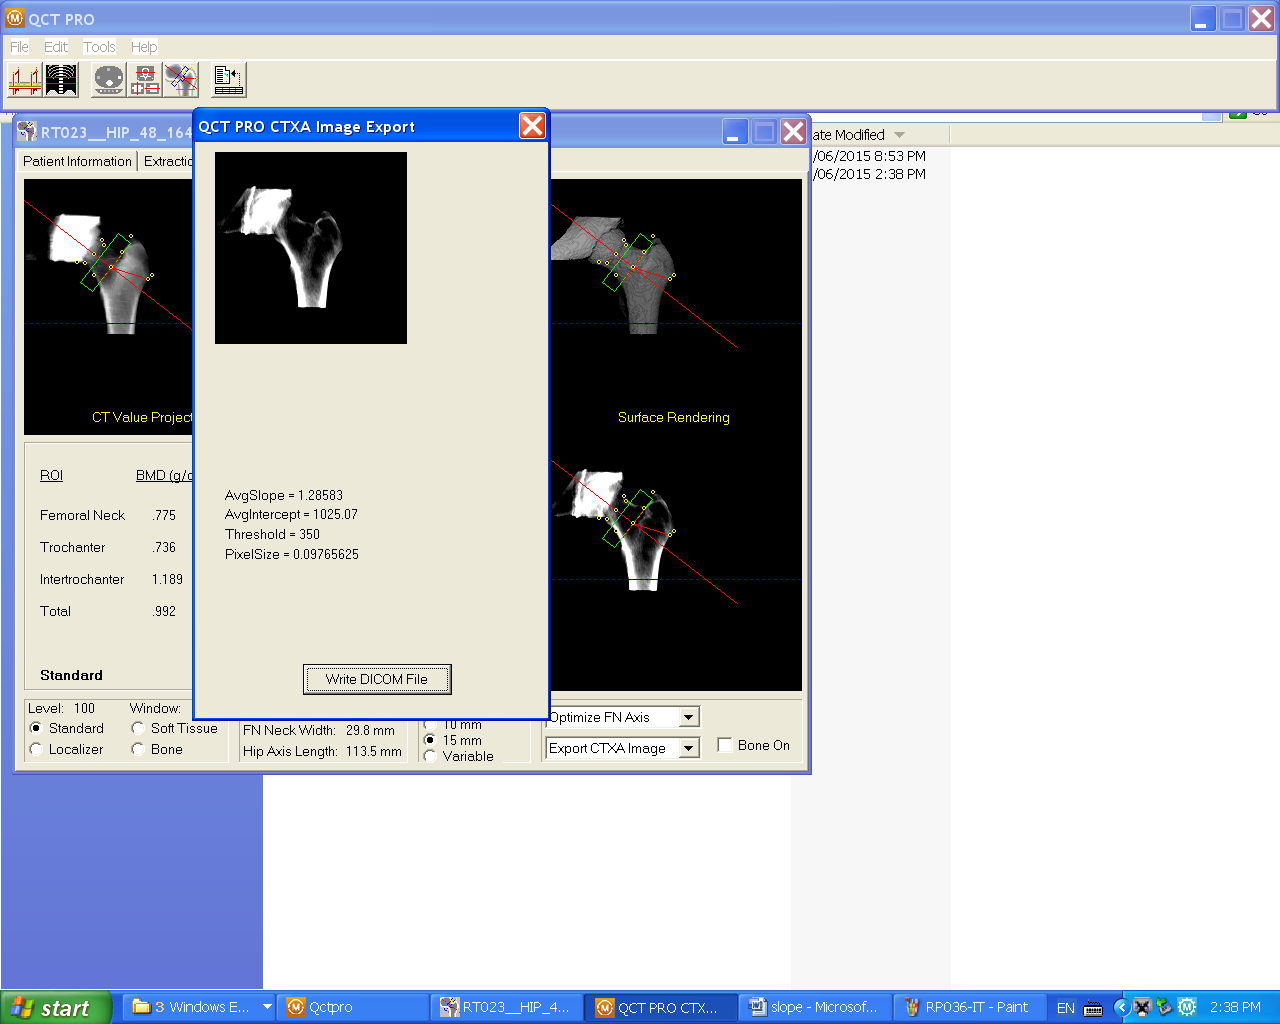 QCT PRO
File Edit Tools Help
RT023__HIP_48_164
QCT PRO CTXA Image Export
ate Modified
Patient Information
/06/2015 8:53 PM
/06/2015 2:38 PM
CT Value
Surface Rendering
ROI
BMD
AvgSlope = 1.28583
AvgIntercept = 1025.07
Threshold = 350
PixelSize = 0.09765625
Femoral Neck .775
Trochanter .736
Intertrochanter 1.189
Total .992
Standard
Write DICOM File
Level: 100 Window:
Standard Soft Tissue
Localizer Bone
FN Neck Width: 29.8 mm
Hip Axis Length: 113.5 mm
10 mm
15 mm
Variable
Optimize FN Axis
Export CTXA Image
Bone On
start
3 Windows E...
Qctpro
RT023__HIP_4...
QCT PRO CTX...
slope - Microsof...
RP036-IT - Paint
EN
2:38 PM